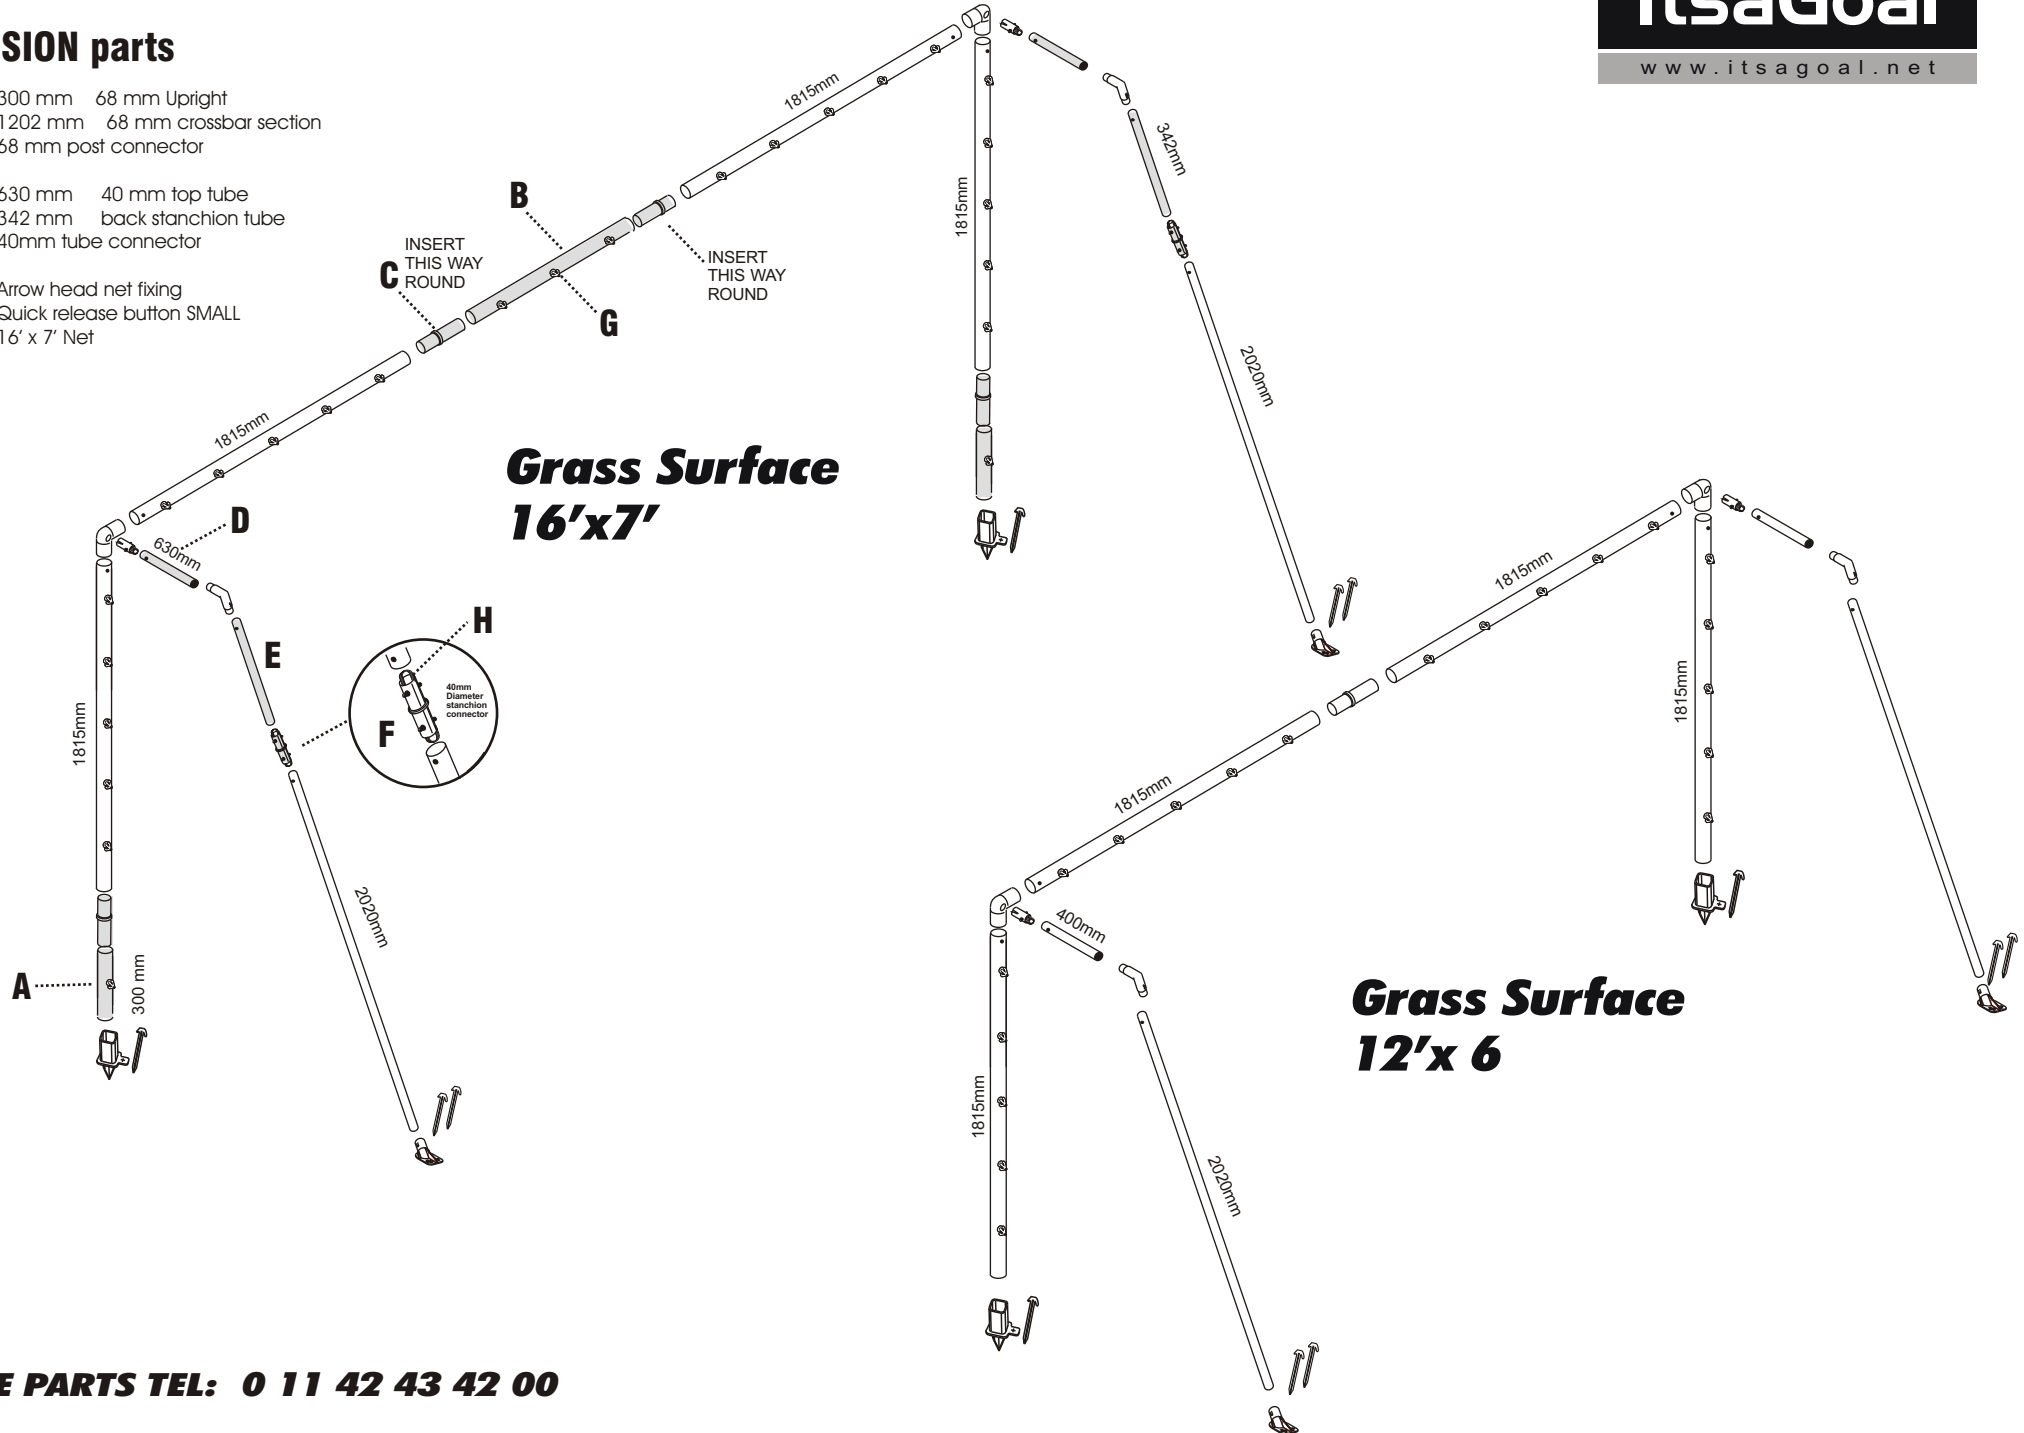 SION parts
300 mm 68 mm Upright
1202 mm 68 mm crossbar section
68 mm post connector
630 mm 40 mm top tube
342 mm back stanchion tube
40mm tube connector
Arrow head net fixing
Quick release button SMALL
16' x 7' Net
itsaGoal
www.itsagoal.net
1815mm
B
INSERT
THIS WAY
ROUND
C
INSERT
THIS WAY
ROUND
G
1815mm
342mm
2020mm
1815mm
Grass Surface
16'x7'
D
630mm
E
H
40mm
Diameter
stanchion
connector
F
1815mm
2020mm
A
300 mm
1815mm
1815mm
1815mm
400mm
1815mm
2020mm
Grass Surface
12'x 6
E PARTS TEL: 0 11 42 43 42 00